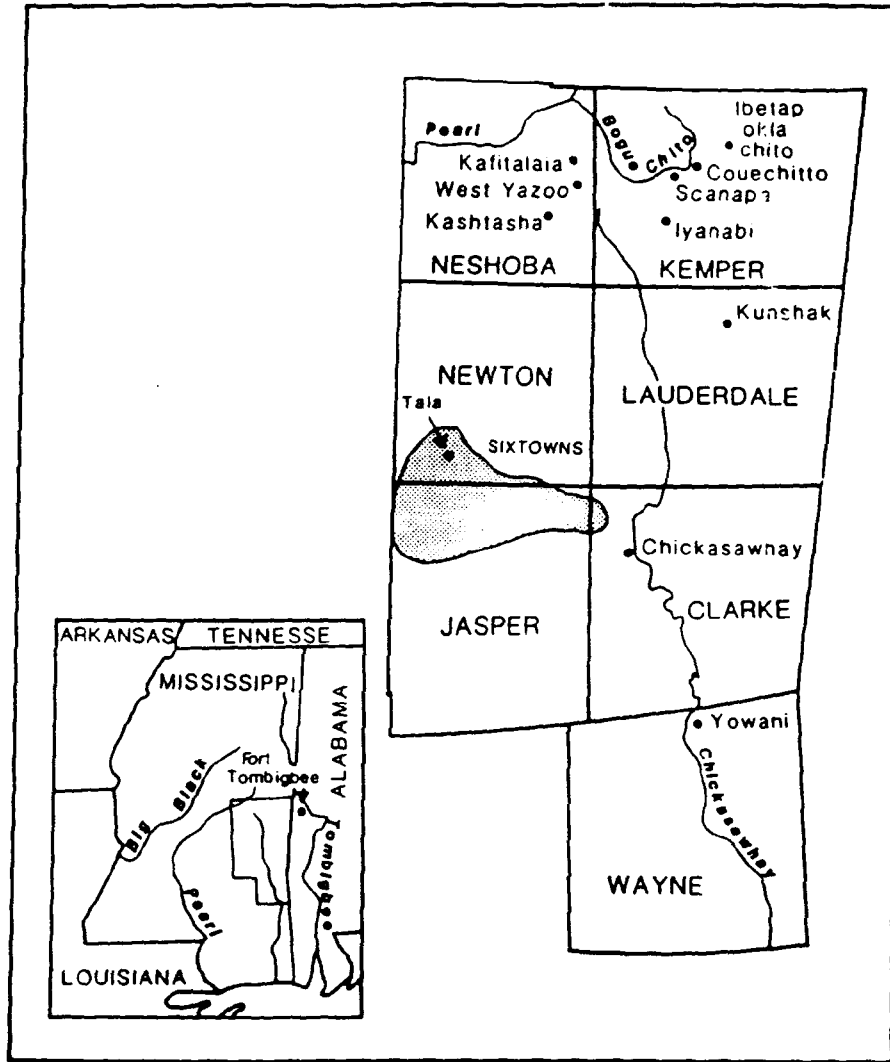 Pearl
Bogue
Chito
Ibetap
okla
chito
Kafitalaia
West Yazoo
Kashtasha
Couechitto
Scanapa
Iyanabi
NESHOBA
KEMPER
Kunshak
NEWTON
LAUDERDALE
Tala
SIXTOWNS
Chickasawhay
JASPER
CLARKE
Yowani
Chickasawhay
WAYNE
ARKANSAS
TENNESSE
MISSISSIPPI
ALABAMA
Fort
Tombigbee
Big Black
Pearl
Tombigbee
LOUISIANA